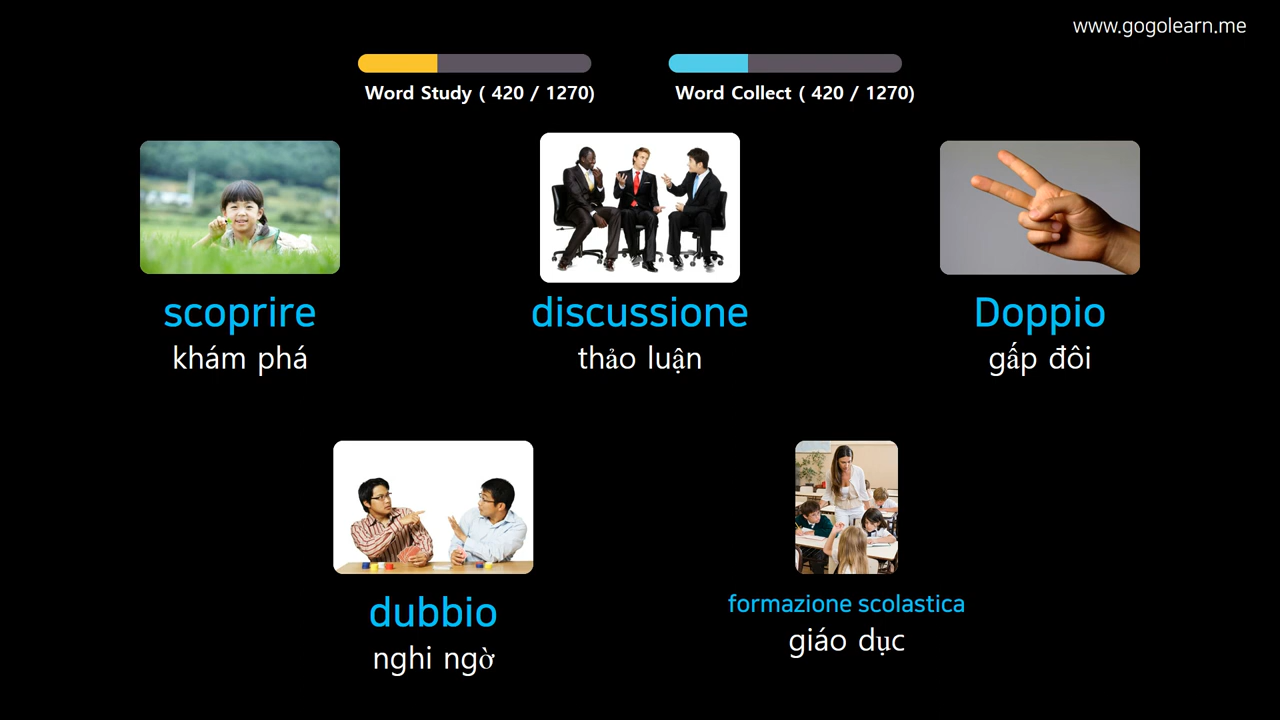 www.gogolearn.me
Word Study ( 420 / 1270)
Word Collect ( 420 / 1270)
scoprire
khám phá
discussione
thảo luận
Doppio
gấp đôi
dubbio
nghi ngờ
formazione scolastica
giáo dục